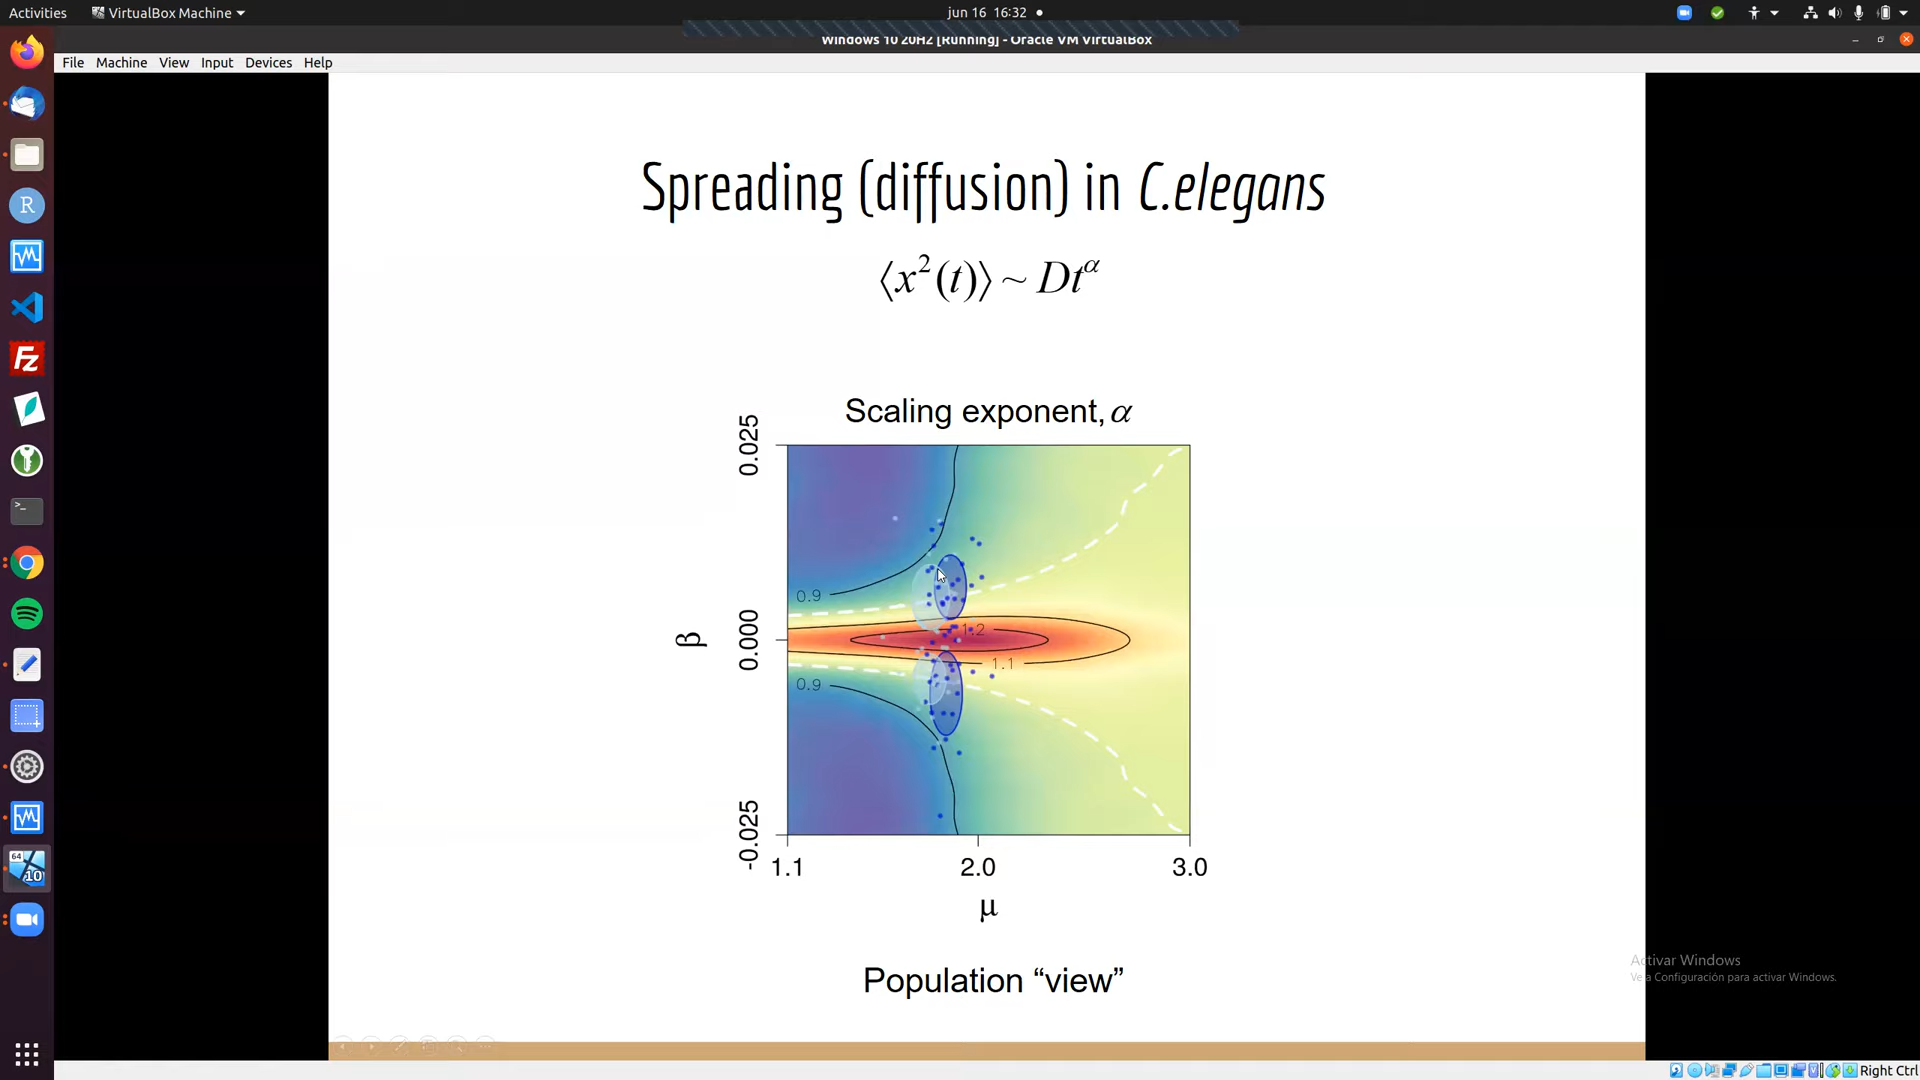 Activities
VirtualBox Machine
jun 16 16:32
Windows 10 20H2 [Running] - Oracle VM VirtualBox
File Machine View Input Devices Help
Spreading (diffusion) in C.elegans
⟨x²(t)⟩ ~ Dt^α
Scaling exponent, α
0.025
0.000
-0.025
β
0.9
1.2
1.1
0.9
1.1 2.0 3.0
μ
Population “view”
Activar Windows
Ve a Configuración para activar Windows.
R
FZ
64
10
Right Ctrl